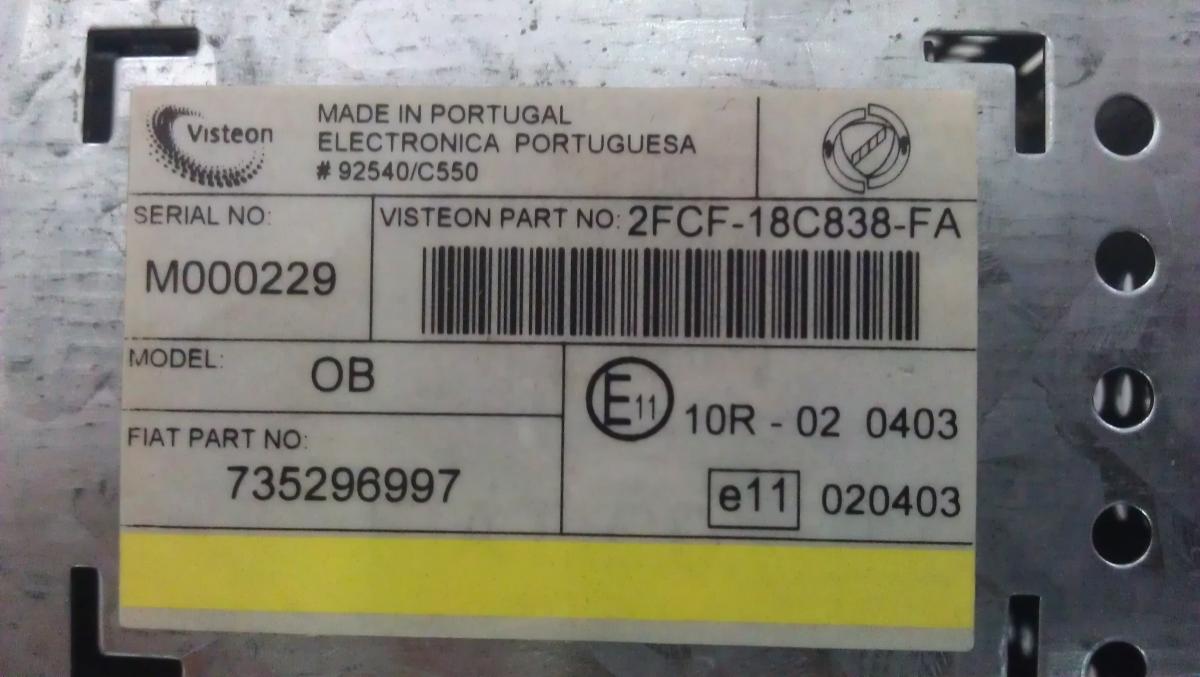 Visteon
MADE IN PORTUGAL
ELECTRONICA PORTUGUESA
# 92540/C550
SERIAL NO:
M000229
VISTEON PART NO: 2FCF-18C838-FA
MODEL:
OB
FIAT PART NO:
735296997
E11 10R - 02 0403
e11 020403